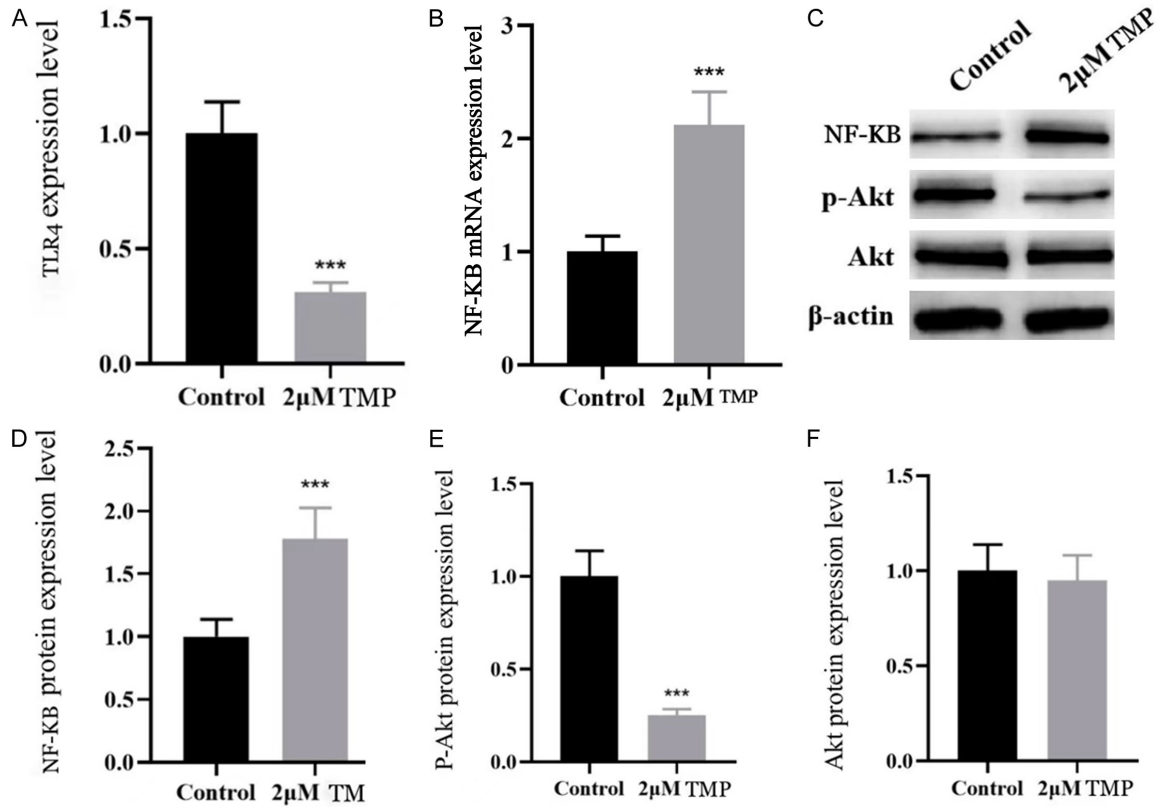 A
TLR4 expression level
1.5
1.0
0.5
0.0
***
Control 2μM TMP
B
NF-KB mRNA expression level
3
2
1
0
***
Control 2μM TMP
C
Control 2μM TMP
NF-KB
p-Akt
Akt
β-actin
D
NF-KB protein expression level
2.5
2.0
1.5
1.0
0.5
0.0
***
Control 2μM TM
E
P-Akt protein expression level
1.5
1.0
0.5
0.0
***
Control 2μM TMP
F
Akt protein expression level
1.5
1.0
0.5
0.0
Control 2μM TMP